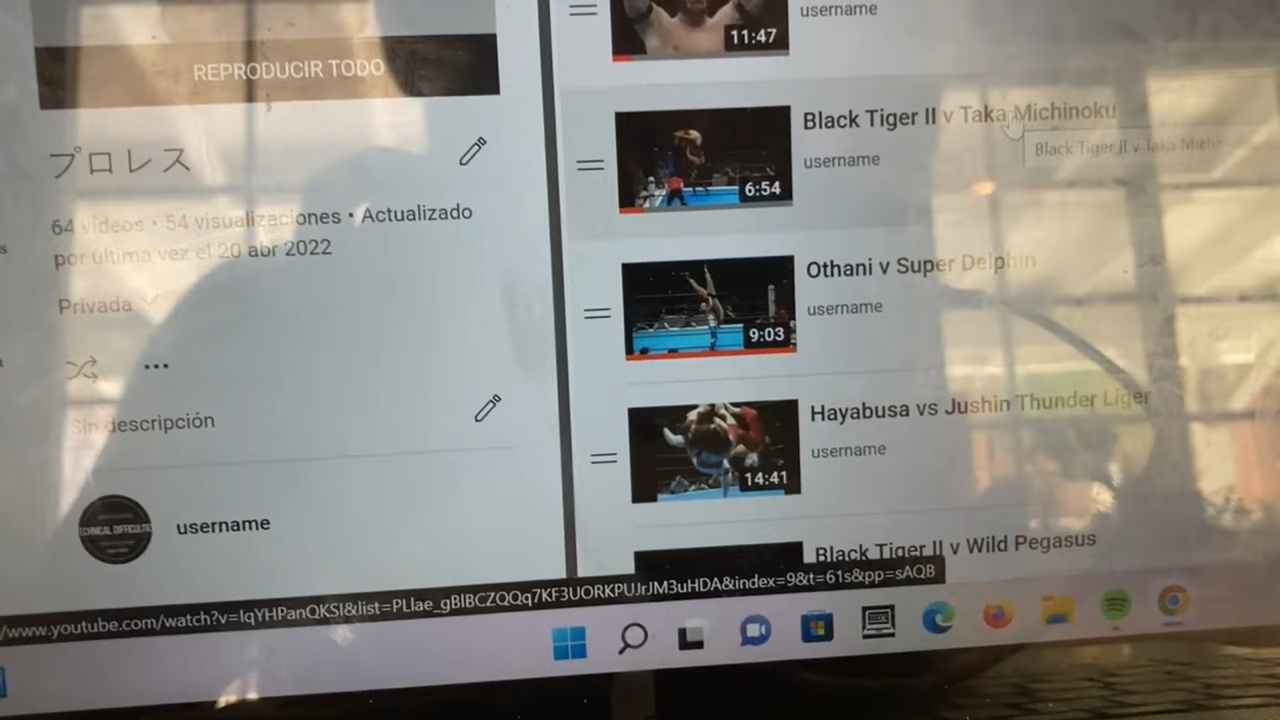 REPRODUCIR TODO
プロレス
64 vídeos • 54 visualizaciones • Actualizado
por última vez el 20 abr 2022
Privada
Sin descripción
username
11:47
username
6:54
Black Tiger II v Taka Michinoku
username
Black Tiger II v Taka Michin
9:03
Othani v Super Delphin
username
14:41
Hayabusa vs Jushin Thunder Liger
username
Black Tiger II v Wild Pegasus
/www.youtube.com/watch?v=IqYHPanQKSI&list=PLlae_gBIBCZQQq7KF3UORKPUJrJM3uHDA&index=9&t=61s&pp=sAQB